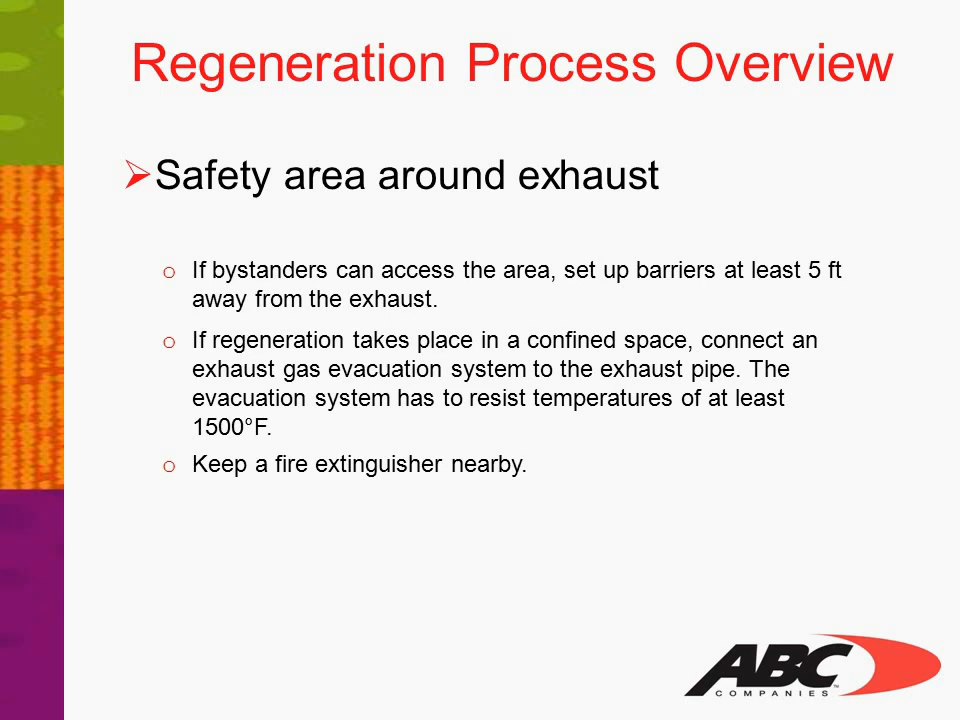 Regeneration Process Overview
➢Safety area around exhaust
o If bystanders can access the area, set up barriers at least 5 ft
away from the exhaust.
o If regeneration takes place in a confined space, connect an
exhaust gas evacuation system to the exhaust pipe. The
evacuation system has to resist temperatures of at least
1500°F.
o Keep a fire extinguisher nearby.
ABC™
COMPANIES